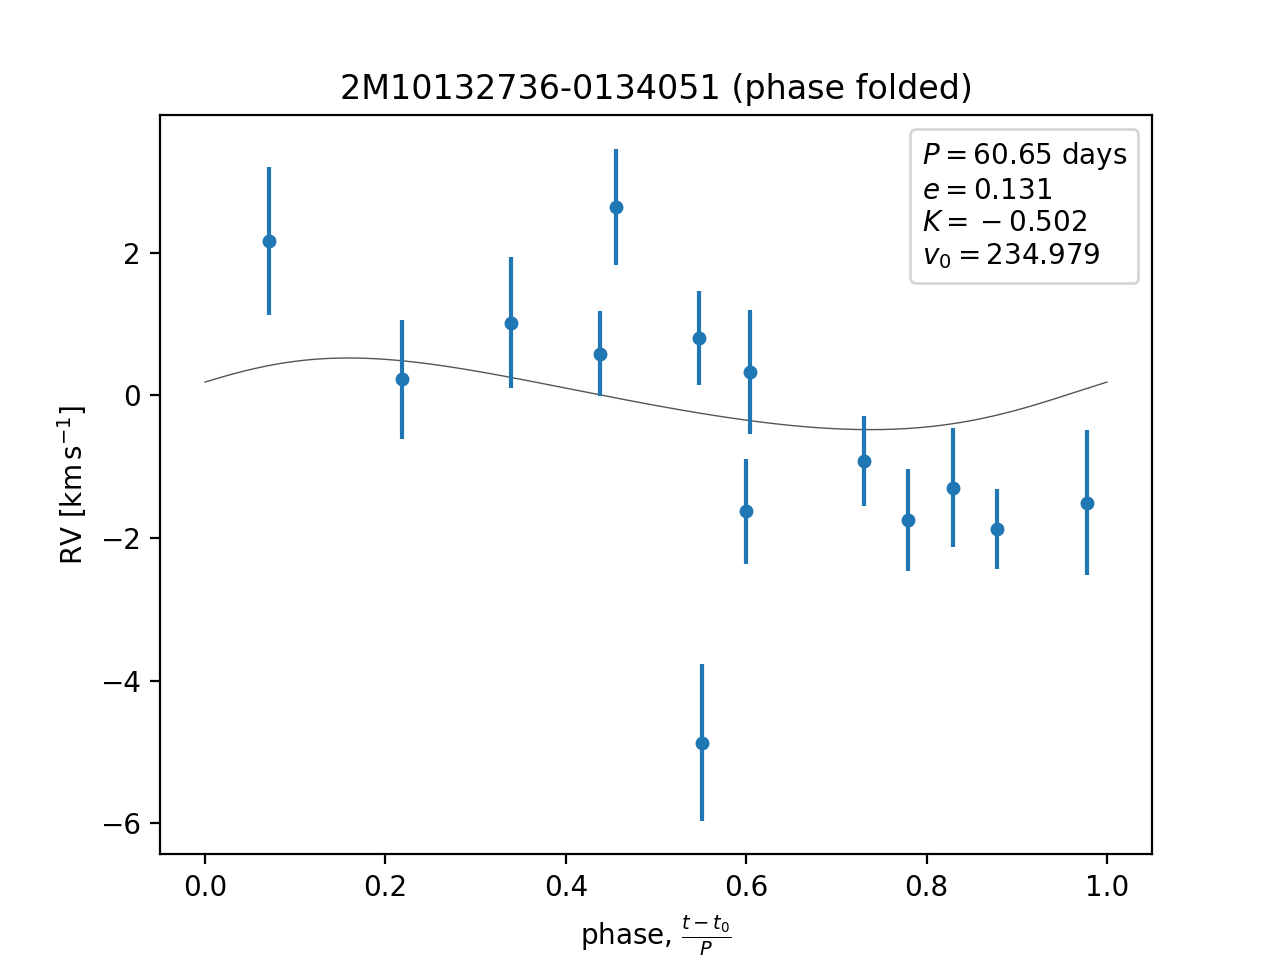 2M10132736-0134051 (phase folded)
P = 60.65 days
e = 0.131
K = −0.502
v₀ = 234.979
2
0
−2
−4
−6
RV [km s⁻¹]
0.0 0.2 0.4 0.6 0.8 1.0
phase, (t − t₀)/P